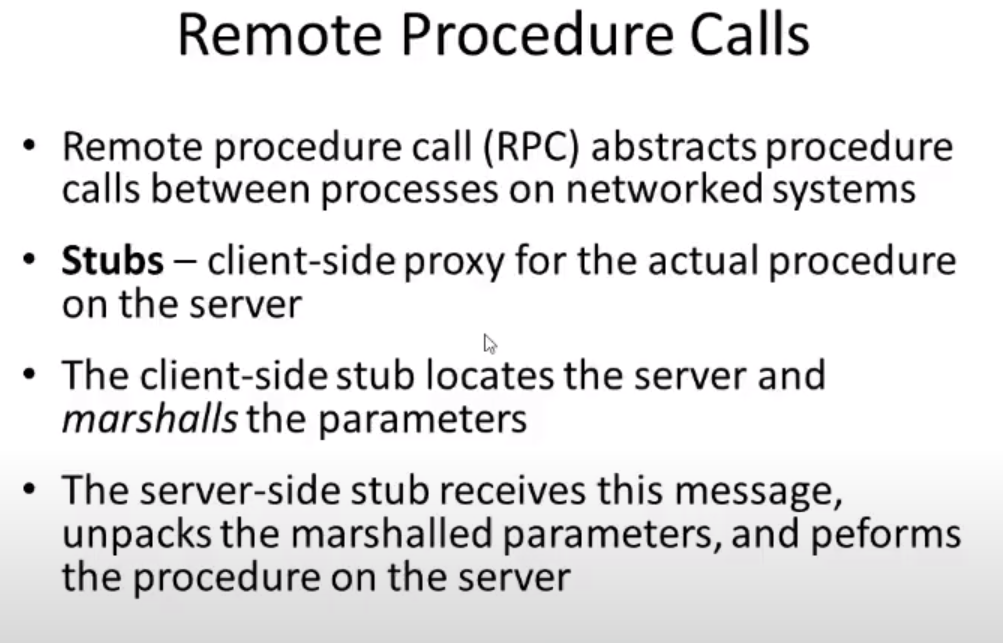 Remote Procedure Calls
• Remote procedure call (RPC) abstracts procedure
calls between processes on networked systems
• Stubs – client-side proxy for the actual procedure
on the server
• The client-side stub locates the server and
marshalls the parameters
• The server-side stub receives this message,
unpacks the marshalled parameters, and peforms
the procedure on the server